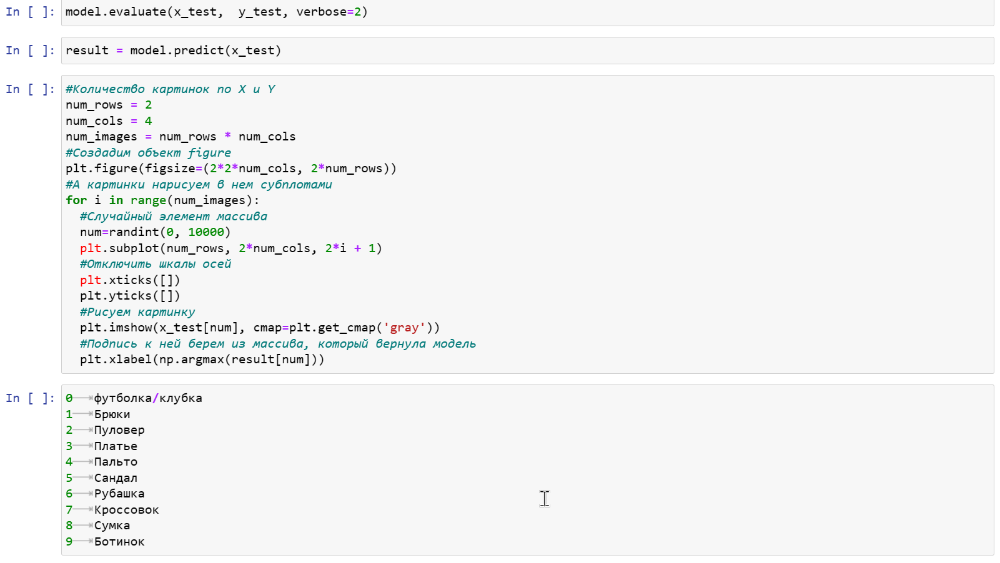 In [ ]: model.evaluate(x_test,  y_test, verbose=2)
In [ ]: result = model.predict(x_test)
In [ ]: #Количество картинок по X и Y
num_rows = 2
num_cols = 4
num_images = num_rows * num_cols
#Создадим объект figure
plt.figure(figsize=(2*2*num_cols, 2*num_rows))
#А картинки нарисуем в нем субплотами
for i in range(num_images):
  #Случайный элемент массива
  num=randint(0, 10000)
  plt.subplot(num_rows, 2*num_cols, 2*i + 1)
  #Отключить шкалы осей
  plt.xticks([])
  plt.yticks([])
  #Рисуем картинку
  plt.imshow(x_test[num], cmap=plt.get_cmap('gray'))
  #Подпись к ней берем из массива, который вернула модель
  plt.xlabel(np.argmax(result[num]))
In [ ]: 0	футболка/клубка
1	Брюки
2	Пуловер
3	Платье
4	Пальто
5	Сандал
6	Рубашка
7	Кроссовок
8	Сумка
9	Ботинок